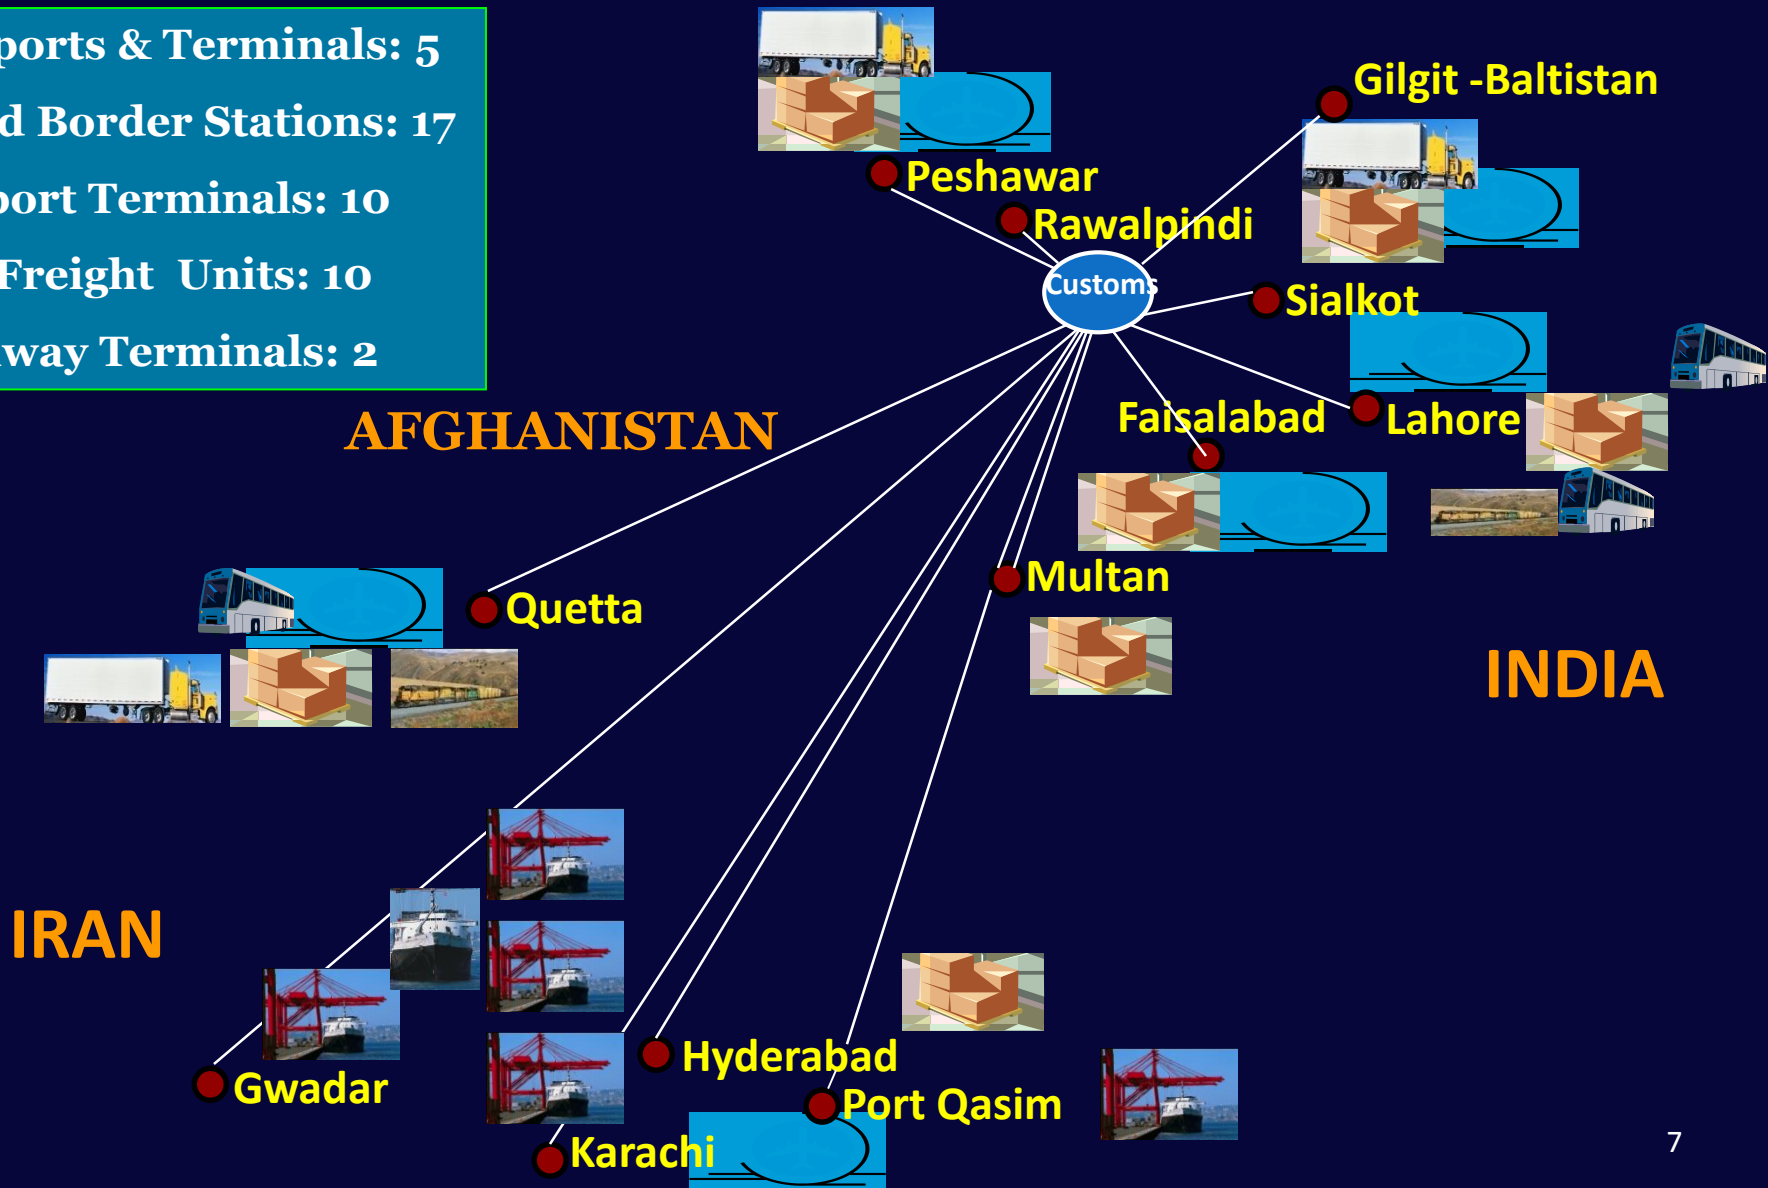 ports & Terminals: 5
d Border Stations: 17
port Terminals: 10
Freight Units: 10
way Terminals: 2
Gilgit -Baltistan
Peshawar
Rawalpindi
Customs
Sialkot
AFGHANISTAN
Faisalabad
Lahore
Multan
Quetta
INDIA
IRAN
Hyderabad
Gwadar
Port Qasim
Karachi
7